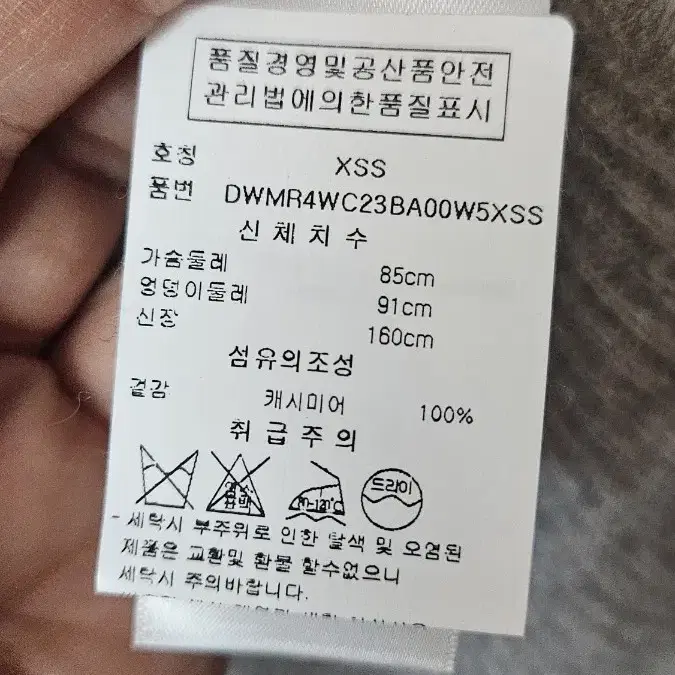 품질경영및공산품안전
관리법에의한품질표시
호칭 XSS
품번 DWMR4WC23BA00W5XSS
신체치수
가슴둘레 85cm
엉덩이둘레 91cm
신장 160cm
섬유의조성
겉감 캐시미어 100%
취급주의
염소 표백
드라이
- 세탁시 부주위로 인한 탈색 및 오염된
제품은 교환및 환물 할수없으니
세탁시 주의바랍니다.